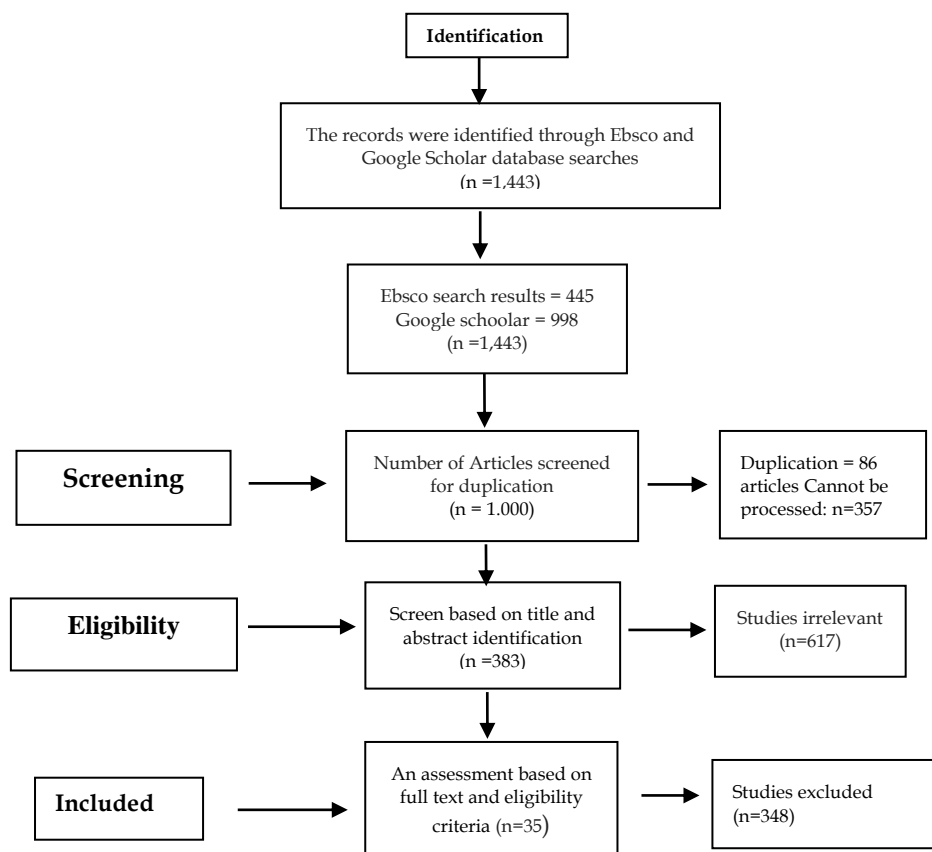 Identification
The records were identified through Ebsco and
Google Scholar database searches
(n =1,443)
Ebsco search results = 445
Google schoolar = 998
(n =1,443)
Screening
Number of Articles screened
for duplication
(n = 1.000)
Duplication = 86
articles Cannot be
processed: n=357
Eligibility
Screen based on title and
abstract identification
(n =383)
Studies irrelevant
(n=617)
Included
An assessment based on
full text and eligibility
criteria (n=35)
Studies excluded
(n=348)